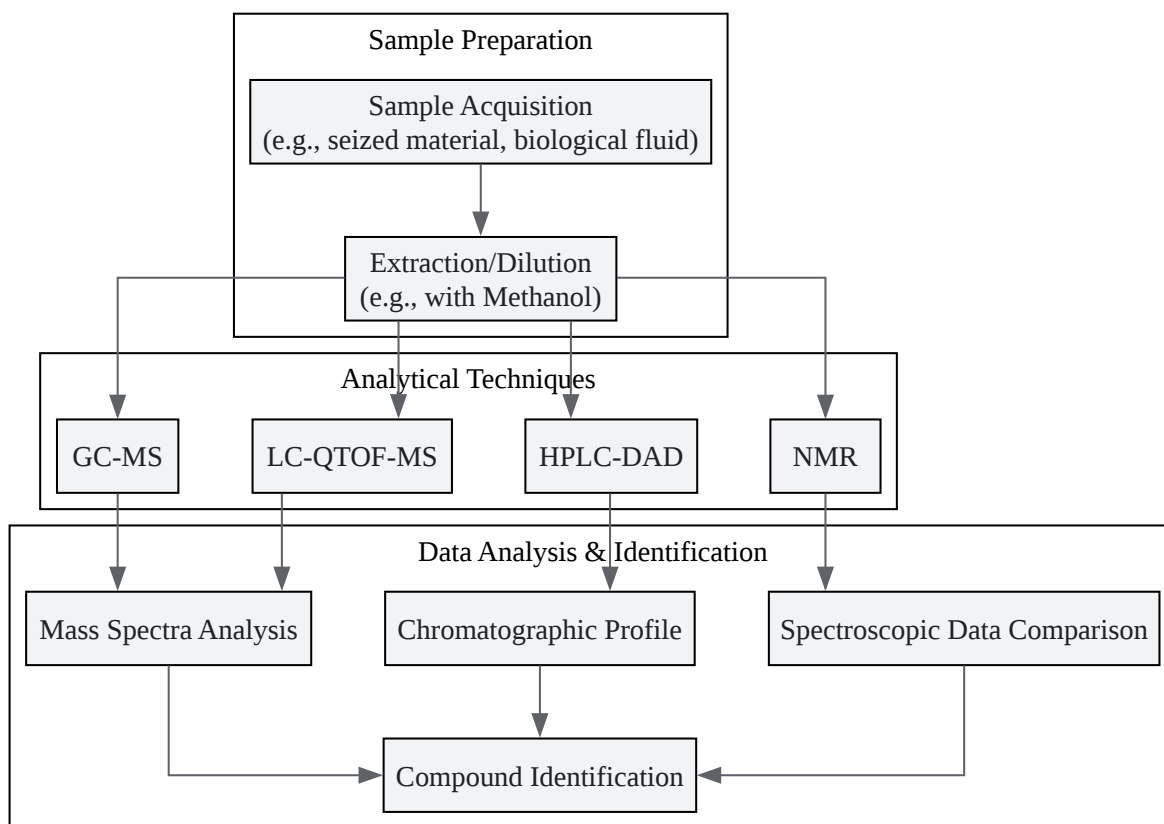 Sample Preparation
Sample Acquisition
(e.g., seized material, biological fluid)
Extraction/Dilution
(e.g., with Methanol)
Analytical Techniques
GC-MS
LC-QTOF-MS
HPLC-DAD
NMR
Data Analysis & Identification
Mass Spectra Analysis
Chromatographic Profile
Spectroscopic Data Comparison
Compound Identification